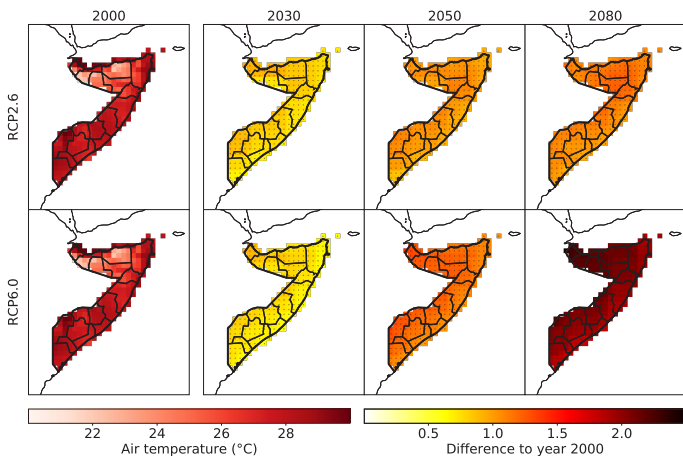 2000 2030 2050 2080
RCP2.6
RCP6.0
22 24 26 28
Air temperature (°C)
0.5 1.0 1.5 2.0
Difference to year 2000